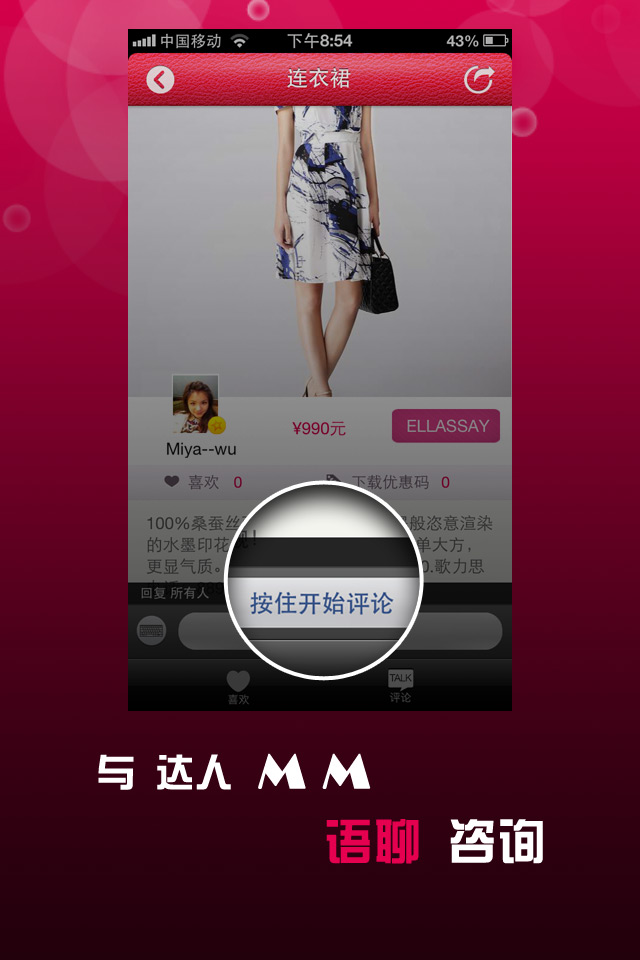 中国移动 下午8:54 43%
连衣裙
Miya--wu
¥990元
ELLASSAY
喜欢 0 下载优惠码 0
100%桑蚕丝 般恣意渲染
的水墨印花 ! 单大方，
更显气质。 0.歌力思
回复 所有人
按住开始评论
TALK
喜欢 评论
与 达人 MM
语聊 咨询